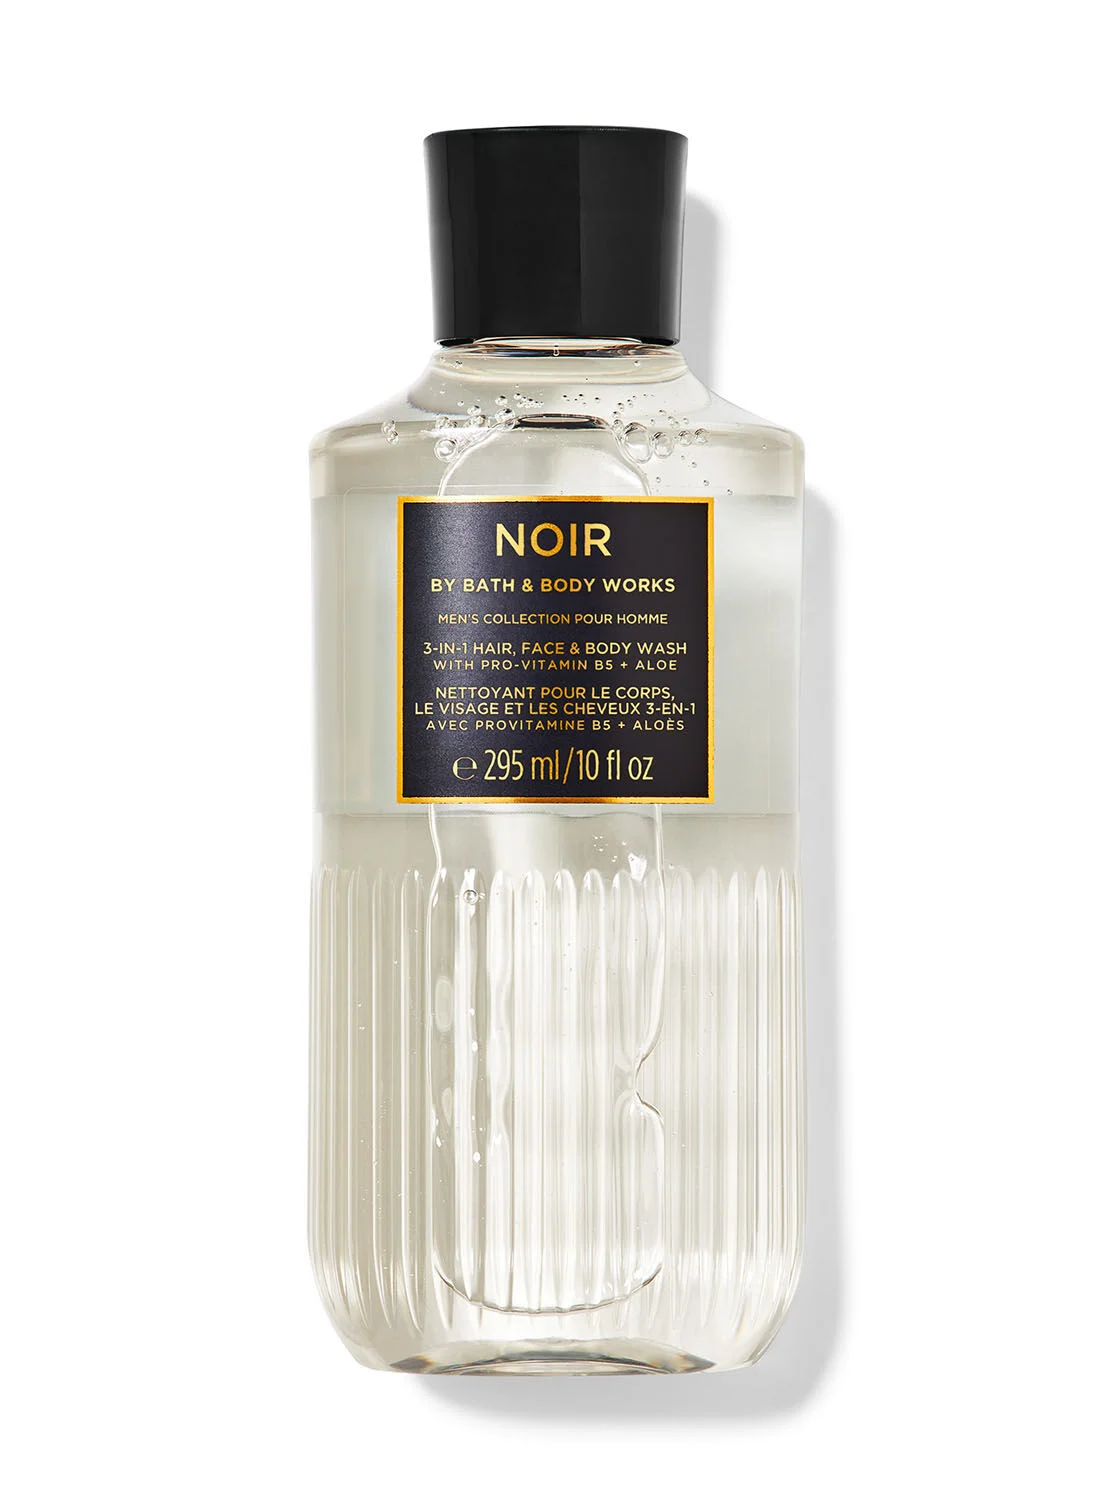 NOIR
BY BATH & BODY WORKS
MEN'S COLLECTION POUR HOMME
3-IN-1 HAIR, FACE & BODY WASH
WITH PRO-VITAMIN B5 + ALOE
NETTOYANT POUR LE CORPS,
LE VISAGE ET LES CHEVEUX 3-EN-1
AVEC PROVITAMINE B5 + ALOÈS
℮ 295 ml/10 fl oz